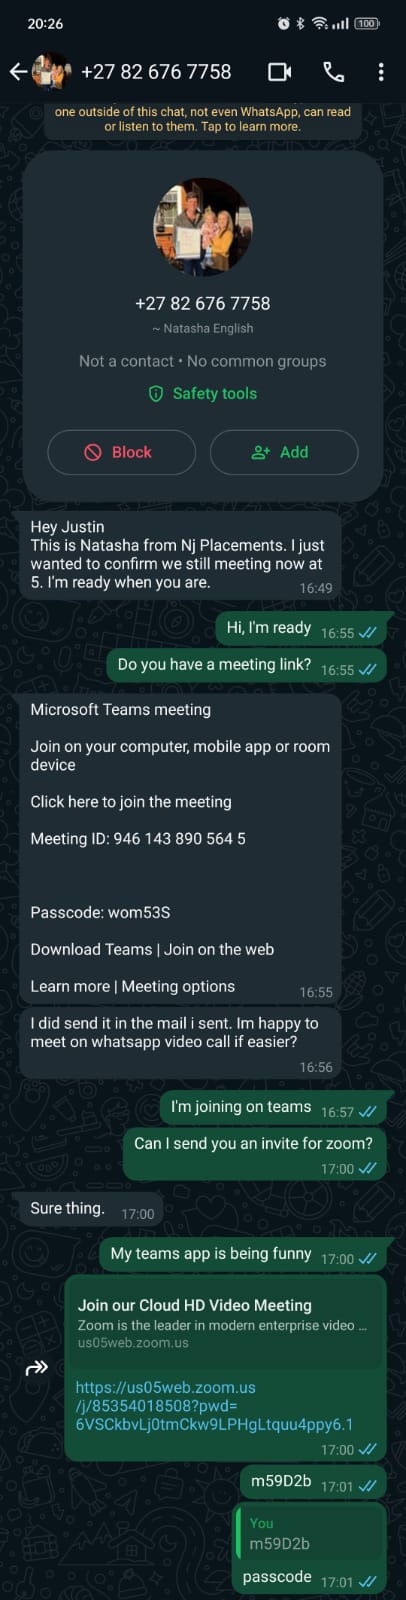 20:26
100
+27 82 676 7758
one outside of this chat, not even WhatsApp, can read
or listen to them. Tap to learn more.
+27 82 676 7758
~ Natasha English
Not a contact • No common groups
Safety tools
Block
Add
Hey Justin
This is Natasha from Nj Placements. I just
wanted to confirm we still meeting now at
5. I'm ready when you are.
16:49
Hi, I'm ready 16:55
Do you have a meeting link? 16:55
Microsoft Teams meeting
Join on your computer, mobile app or room
device
Click here to join the meeting
Meeting ID: 946 143 890 564 5
Passcode: wom53S
Download Teams | Join on the web
Learn more | Meeting options
16:55
I did send it in the mail i sent. Im happy to
meet on whatsapp video call if easier?
16:56
I'm joining on teams 16:57
Can I send you an invite for zoom?
17:00
Sure thing. 17:00
My teams app is being funny 17:00
Join our Cloud HD Video Meeting
Zoom is the leader in modern enterprise video ...
us05web.zoom.us
https://us05web.zoom.us
/j/85354018508?pwd=
6VSCkbvLj0tmCkw9LPHgLtquu4ppy6.1
17:00
m59D2b 17:01
You
m59D2b
passcode 17:01